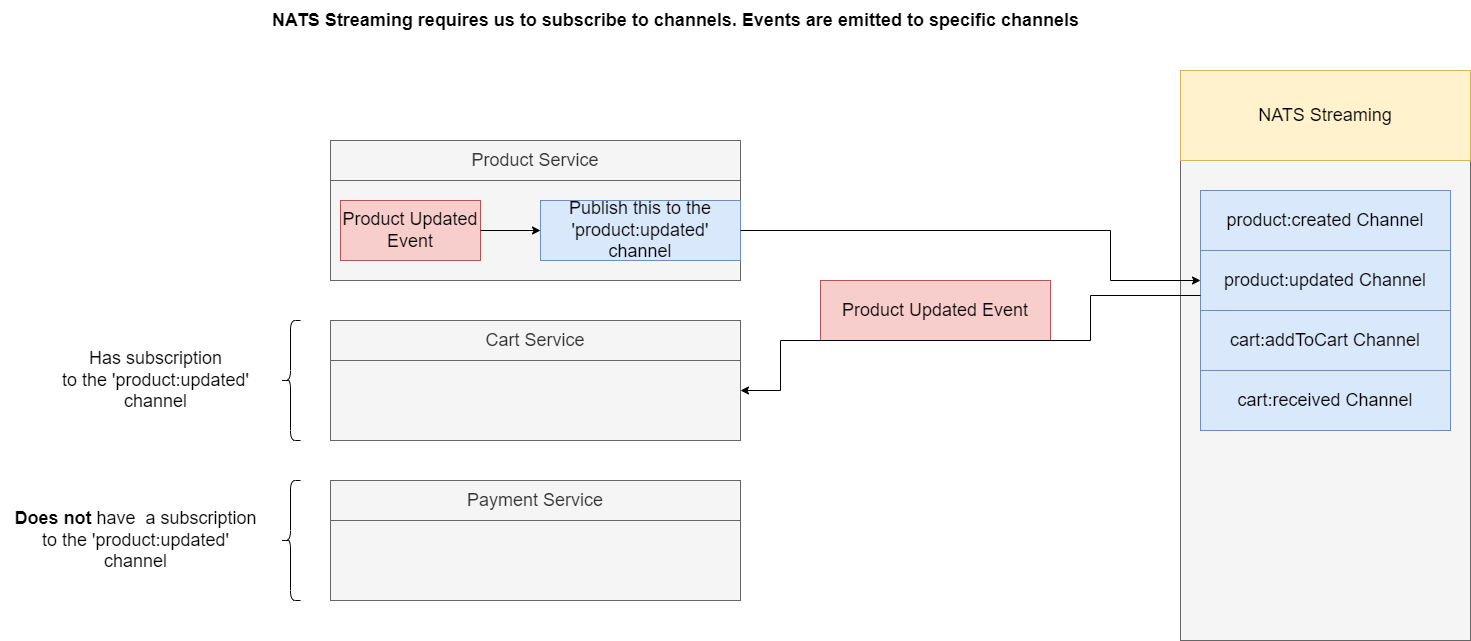 NATS Streaming requires us to subscribe to channels. Events are emitted to specific channels
NATS Streaming
Product Service
Product Updated
Event
Publish this to the
'product:updated'
channel
product:created Channel
product:updated Channel
cart:addToCart Channel
cart:received Channel
Product Updated Event
Has subscription
to the 'product:updated'
channel
Cart Service
Does not have  a subscription
to the 'product:updated'
channel
Payment Service